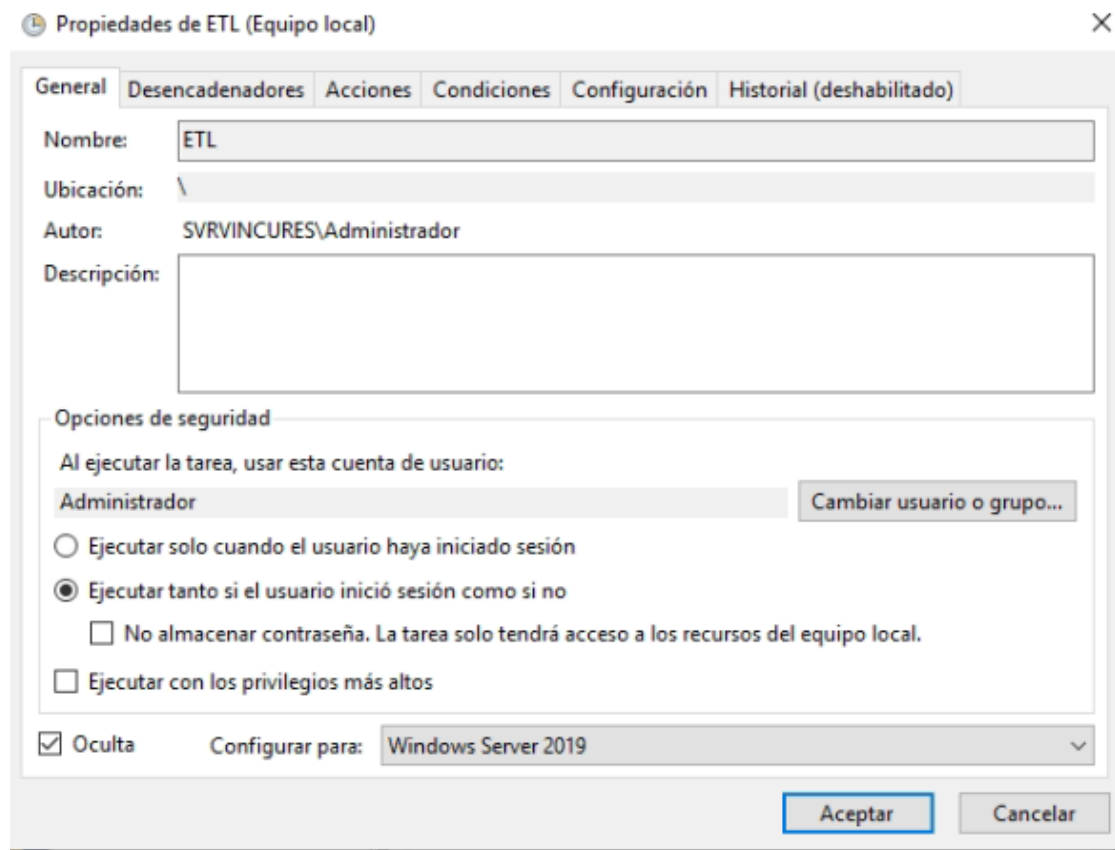 Propiedades de ETL (Equipo local)
General Desencadenadores Acciones Condiciones Configuración Historial (deshabilitado)
Nombre: ETL
Ubicación: \
Autor: SVRVINCURES\Administrador
Descripción:
Opciones de seguridad
Al ejecutar la tarea, usar esta cuenta de usuario:
Administrador Cambiar usuario o grupo...
Ejecutar solo cuando el usuario haya iniciado sesión
Ejecutar tanto si el usuario inició sesión como si no
No almacenar contraseña. La tarea solo tendrá acceso a los recursos del equipo local.
Ejecutar con los privilegios más altos
Oculta Configurar para: Windows Server 2019
Aceptar Cancelar